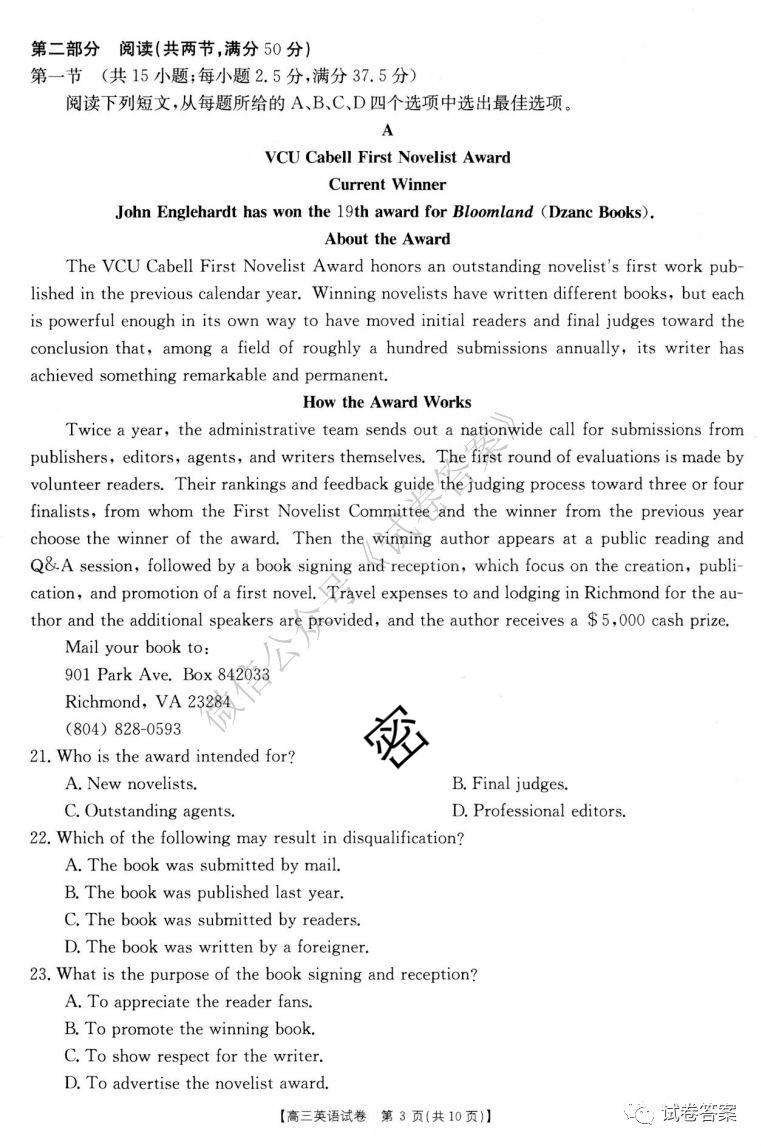 第二部分 阅读(共两节,满分 50 分)
第一节 (共 15 小题;每小题 2.5 分,满分 37.5 分)
阅读下列短文,从每题所给的 A、B、C、D 四个选项中选出最佳选项。
A
VCU Cabell First Novelist Award
Current Winner
John Englehardt has won the 19th award for Bloomland (Dzanc Books).
About the Award
The VCU Cabell First Novelist Award honors an outstanding novelist's first work pub-
lished in the previous calendar year. Winning novelists have written different books, but each
is powerful enough in its own way to have moved initial readers and final judges toward the
conclusion that, among a field of roughly a hundred submissions annually, its writer has
achieved something remarkable and permanent.
How the Award Works
Twice a year, the administrative team sends out a nationwide call for submissions from
publishers, editors, agents, and writers themselves. The first round of evaluations is made by
volunteer readers. Their rankings and feedback guide the judging process toward three or four
finalists, from whom the First Novelist Committee and the winner from the previous year
choose the winner of the award. Then the winning author appears at a public reading and
Q&A session, followed by a book signing and reception, which focus on the creation, publi-
cation, and promotion of a first novel. Travel expenses to and lodging in Richmond for the au-
thor and the additional speakers are provided, and the author receives a $5,000 cash prize.
Mail your book to:
901 Park Ave. Box 842033
Richmond, VA 23284
(804) 828-0593
密
21. Who is the award intended for?
A. New novelists. B. Final judges.
C. Outstanding agents. D. Professional editors.
22. Which of the following may result in disqualification?
A. The book was submitted by mail.
B. The book was published last year.
C. The book was submitted by readers.
D. The book was written by a foreigner.
23. What is the purpose of the book signing and reception?
A. To appreciate the reader fans.
B. To promote the winning book.
C. To show respect for the writer.
D. To advertise the novelist award.
【高三英语试卷 第 3 页(共 10 页)】
微信公众号《试卷答案》
试卷答案